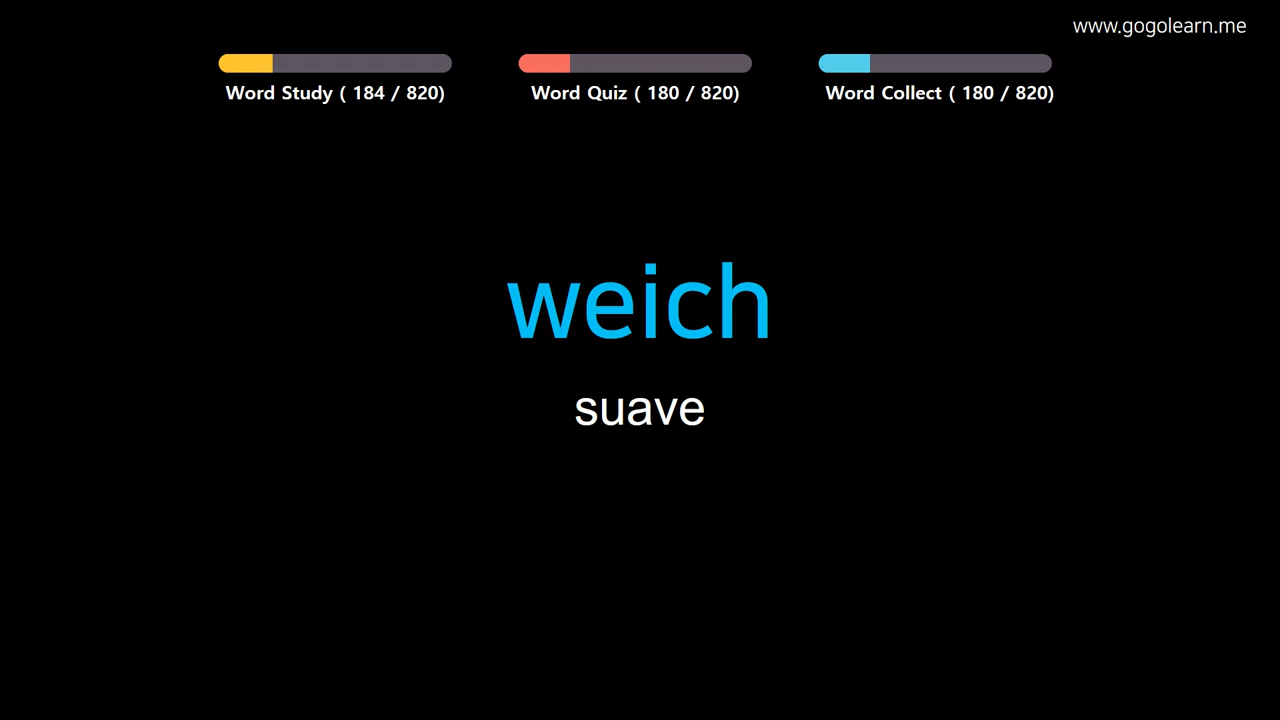 www.gogolearn.me
Word Study ( 184 / 820)
Word Quiz ( 180 / 820)
Word Collect ( 180 / 820)
weich
suave